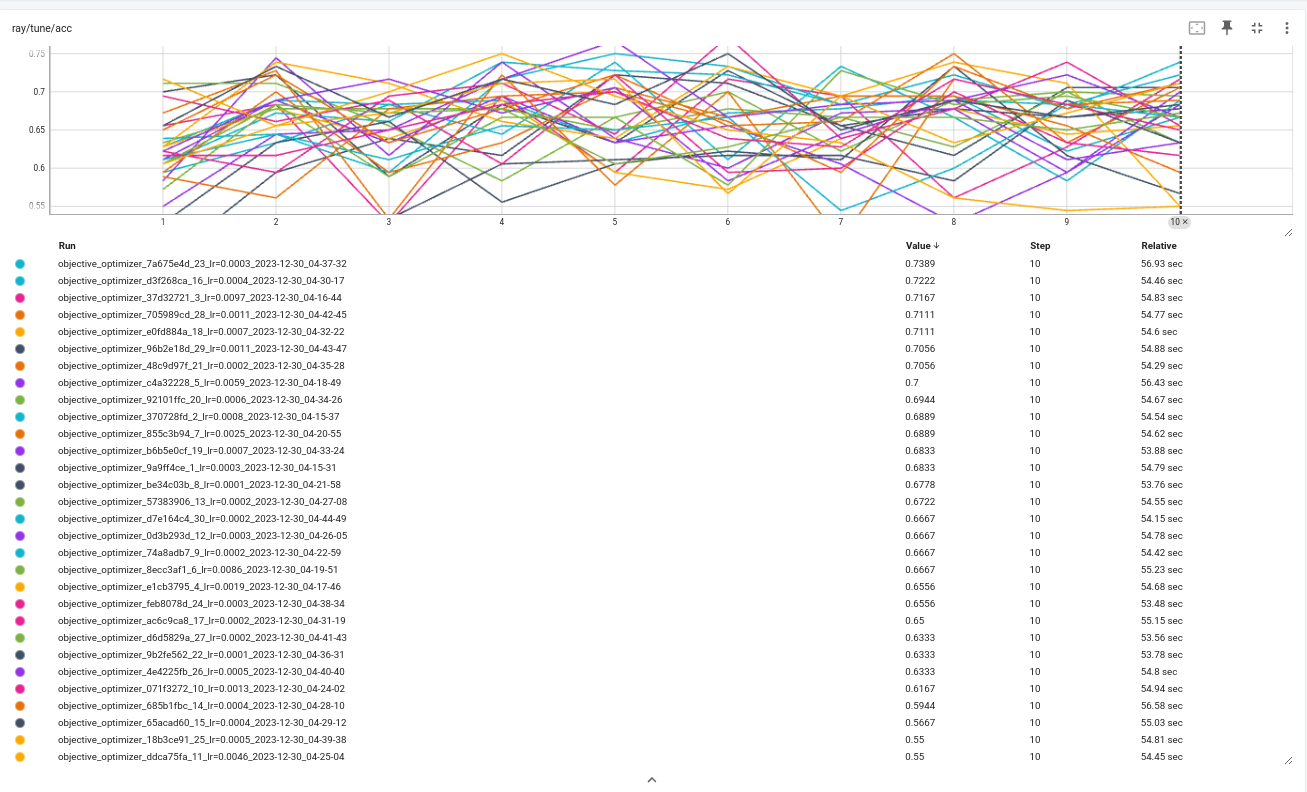 ray/tune/acc
0.75
0.7
0.65
0.6
0.55
1 2 3 4 5 6 7 8 9 10 ×
Run Value ↓ Step Relative
objective_optimizer_7a675e4d_23_lr=0.0003_2023-12-30_04-37-32 0.7389 10 56.93 sec
objective_optimizer_d3f268ca_16_lr=0.0004_2023-12-30_04-30-17 0.7222 10 54.46 sec
objective_optimizer_37d32721_3_lr=0.0097_2023-12-30_04-16-44 0.7167 10 54.83 sec
objective_optimizer_705989cd_28_lr=0.0011_2023-12-30_04-42-45 0.7111 10 54.77 sec
objective_optimizer_e0fd884a_18_lr=0.0007_2023-12-30_04-32-22 0.7111 10 54.6 sec
objective_optimizer_96b2e18d_29_lr=0.0011_2023-12-30_04-43-47 0.7056 10 54.88 sec
objective_optimizer_48c9d97f_21_lr=0.0002_2023-12-30_04-35-28 0.7056 10 54.29 sec
objective_optimizer_c4a32228_5_lr=0.0059_2023-12-30_04-18-49 0.7 10 56.43 sec
objective_optimizer_92101ffc_20_lr=0.0006_2023-12-30_04-34-26 0.6944 10 54.67 sec
objective_optimizer_370728fd_2_lr=0.0008_2023-12-30_04-15-37 0.6889 10 54.54 sec
objective_optimizer_855c3b94_7_lr=0.0025_2023-12-30_04-20-55 0.6889 10 54.62 sec
objective_optimizer_b6b5e0cf_19_lr=0.0007_2023-12-30_04-33-24 0.6833 10 53.88 sec
objective_optimizer_9a9ff4ce_1_lr=0.0003_2023-12-30_04-15-31 0.6833 10 54.79 sec
objective_optimizer_be34c03b_8_lr=0.0001_2023-12-30_04-21-58 0.6778 10 53.76 sec
objective_optimizer_57383906_13_lr=0.0002_2023-12-30_04-27-08 0.6722 10 54.55 sec
objective_optimizer_d7e164c4_30_lr=0.0002_2023-12-30_04-44-49 0.6667 10 54.15 sec
objective_optimizer_0d3b293d_12_lr=0.0003_2023-12-30_04-26-05 0.6667 10 54.78 sec
objective_optimizer_74a8adb7_9_lr=0.0002_2023-12-30_04-22-59 0.6667 10 54.42 sec
objective_optimizer_8ecc3af1_6_lr=0.0086_2023-12-30_04-19-51 0.6667 10 55.23 sec
objective_optimizer_e1cb3795_4_lr=0.0019_2023-12-30_04-17-46 0.6556 10 54.68 sec
objective_optimizer_feb8078d_24_lr=0.0003_2023-12-30_04-38-34 0.6556 10 53.48 sec
objective_optimizer_ac6c9ca8_17_lr=0.0002_2023-12-30_04-31-19 0.65 10 55.15 sec
objective_optimizer_d6d5829a_27_lr=0.0002_2023-12-30_04-41-43 0.6333 10 53.56 sec
objective_optimizer_9b2fe562_22_lr=0.0001_2023-12-30_04-36-31 0.6333 10 53.78 sec
objective_optimizer_4e4225fb_26_lr=0.0005_2023-12-30_04-40-40 0.6333 10 54.8 sec
objective_optimizer_071f3272_10_lr=0.0013_2023-12-30_04-24-02 0.6167 10 54.94 sec
objective_optimizer_685b1fbc_14_lr=0.0004_2023-12-30_04-28-10 0.5944 10 56.58 sec
objective_optimizer_65acad60_15_lr=0.0004_2023-12-30_04-29-12 0.5667 10 55.03 sec
objective_optimizer_18b3ce91_25_lr=0.0005_2023-12-30_04-39-38 0.55 10 54.81 sec
objective_optimizer_ddca75fa_11_lr=0.0046_2023-12-30_04-25-04 0.55 10 54.45 sec